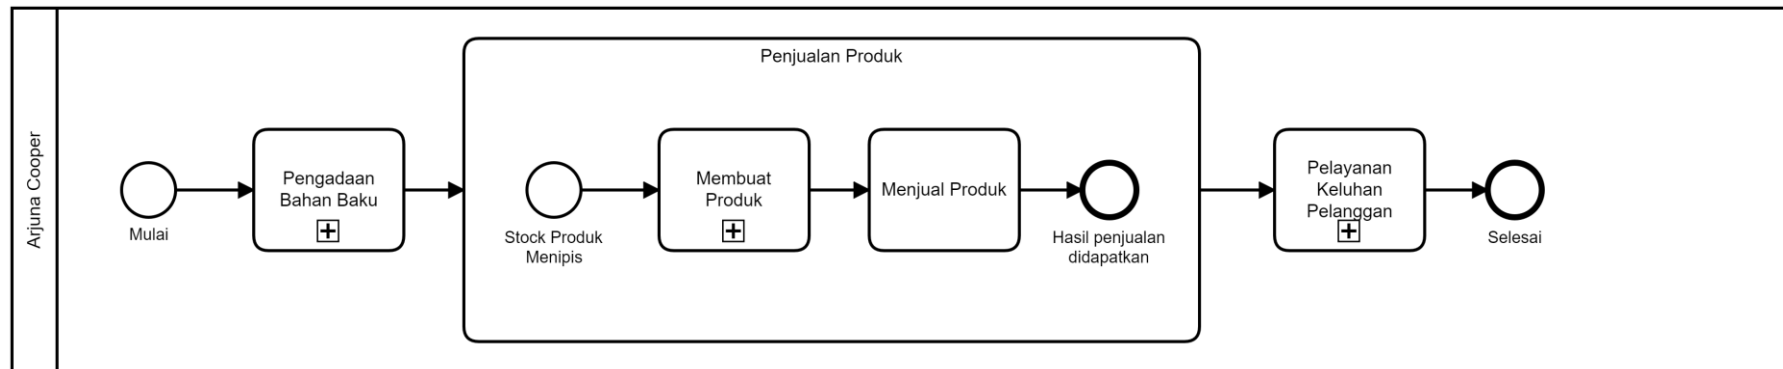 Arjuna Cooper
Mulai
Pengadaan
Bahan Baku
Penjualan Produk
Stock Produk
Menipis
Membuat
Produk
Menjual Produk
Hasil penjualan
didapatkan
Pelayanan
Keluhan
Pelanggan
Selesai